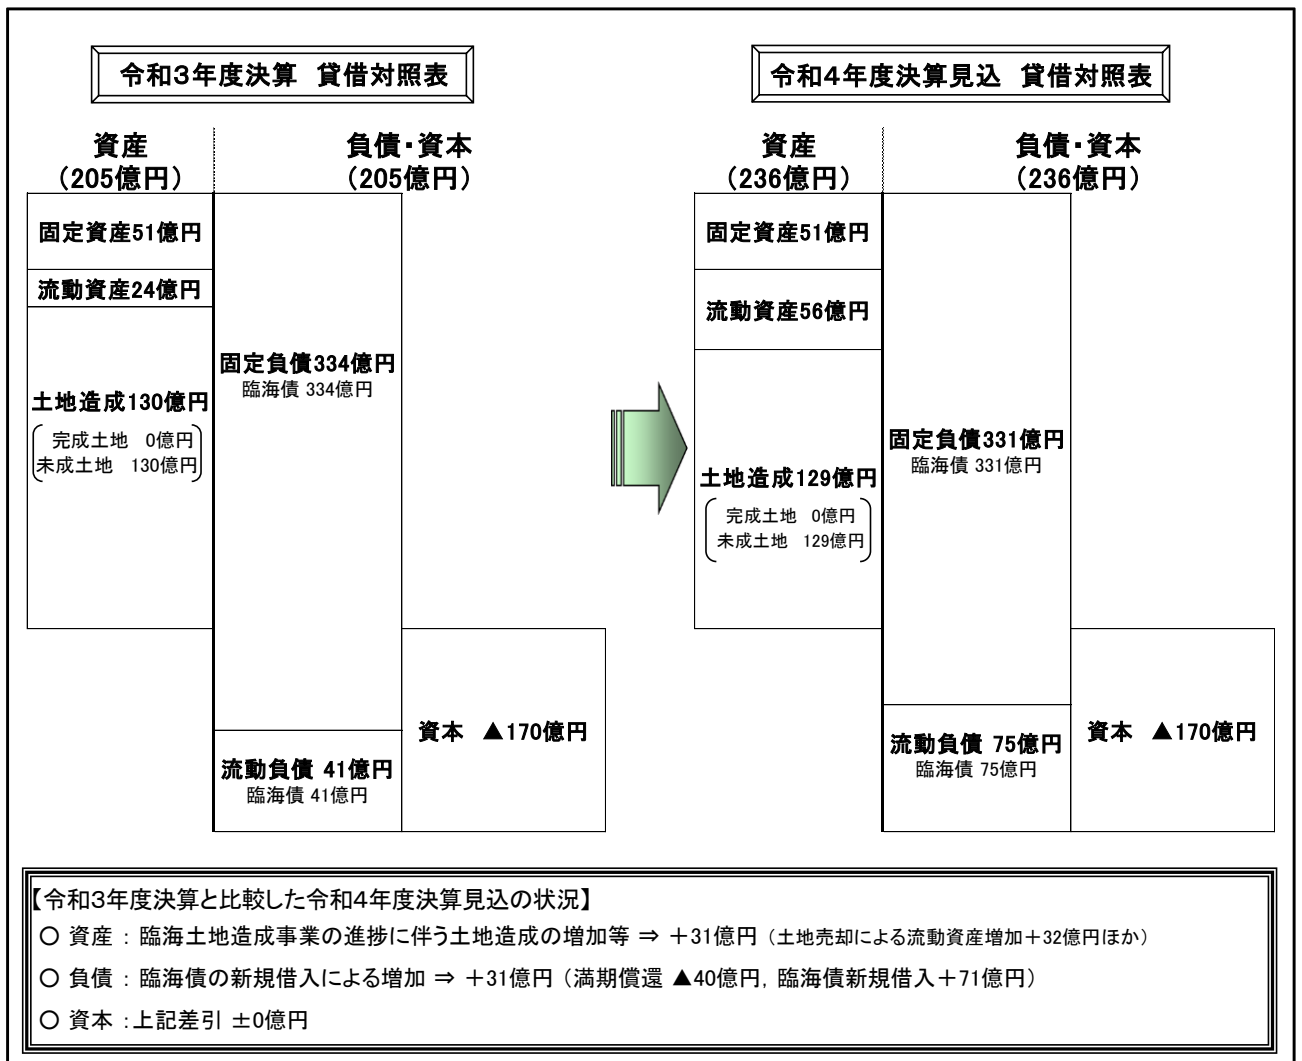 令和3年度決算 貸借対照表
資産
(205億円)
負債・資本
(205億円)
固定資産51億円
流動資産24億円
土地造成130億円
完成土地 0億円
未成土地 130億円
固定負債334億円
臨海債 334億円
流動負債 41億円
臨海債 41億円
資本 ▲170億円
令和4年度決算見込 貸借対照表
資産
(236億円)
負債・資本
(236億円)
固定資産51億円
流動資産56億円
土地造成129億円
完成土地 0億円
未成土地 129億円
固定負債331億円
臨海債 331億円
流動負債 75億円
臨海債 75億円
資本 ▲170億円
【令和3年度決算と比較した令和4年度決算見込の状況】
○ 資産 : 臨海土地造成事業の進捗に伴う土地造成の増加等 ⇒ +31億円 (土地売却による流動資産増加+32億円ほか)
○ 負債 : 臨海債の新規借入による増加 ⇒ +31億円 (満期償還 ▲40億円, 臨海債新規借入+71億円)
○ 資本 :上記差引 ±0億円